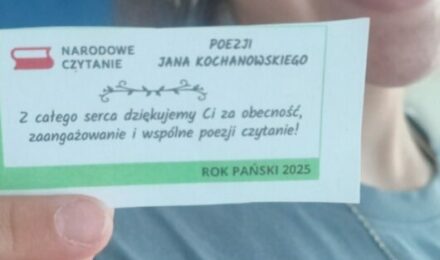 NARODOWE
CZYTANIE
POEZJI
JANA KOCHANOWSKIEGO
Z całego serca dziękujemy Ci za obecność,
zaangażowanie i wspólne poezji czytanie!
ROK PAŃSKI 2025